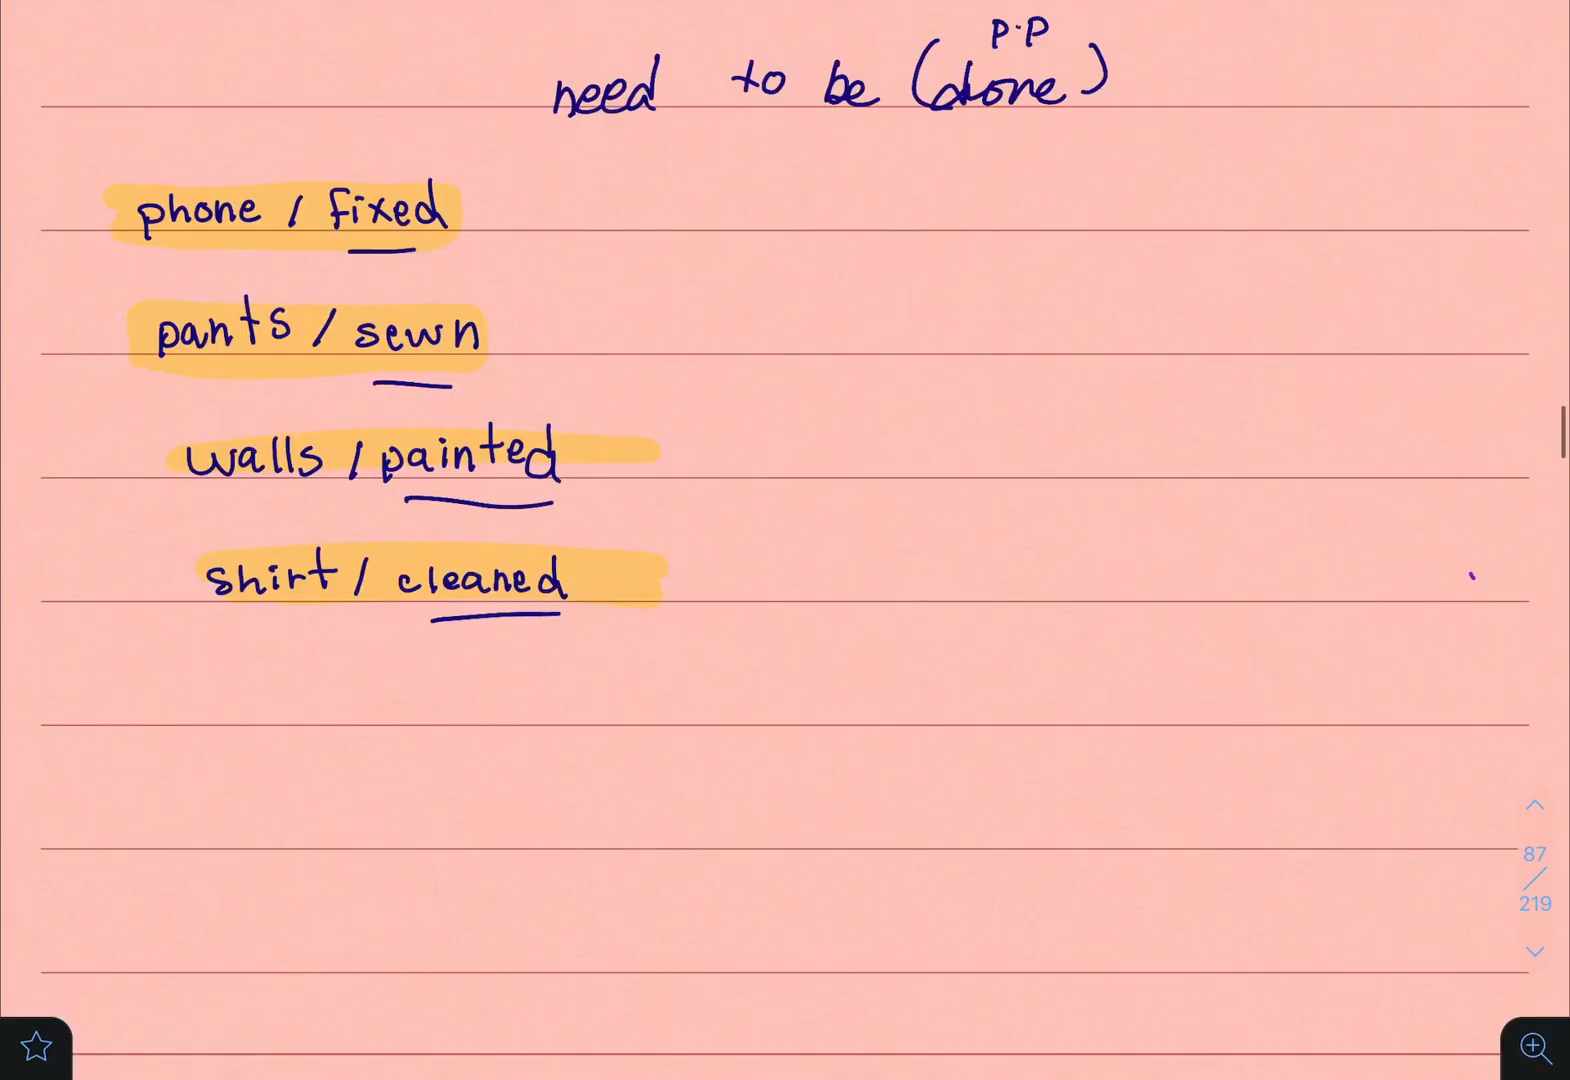 p.p
need to be (done)
phone / fixed
pants / sewn
walls / painted
shirt / cleaned
87
219